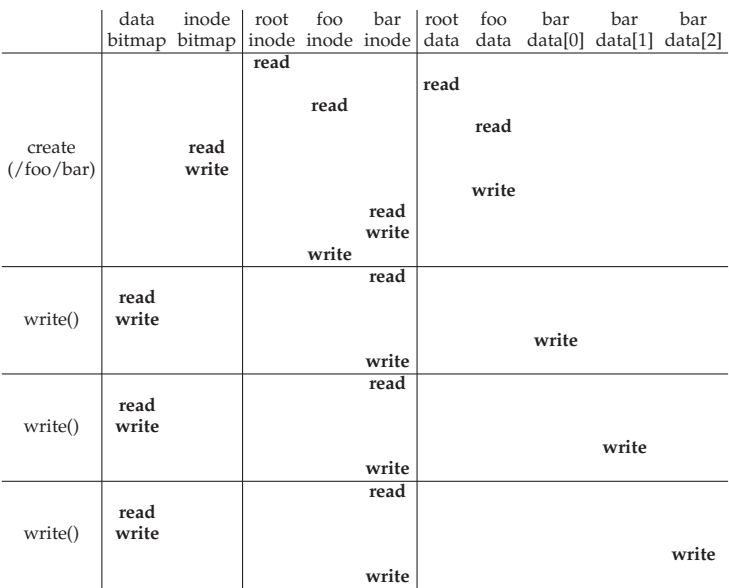 data inode root foo bar root foo bar bar bar
bitmap bitmap inode inode inode data data data[0] data[1] data[2]
read
read
read
read
create read
(/foo/bar) write
write
read
write
write
read
read
write() write
write
write
read
read
write() write
write
write
read
read
write() write
write
write